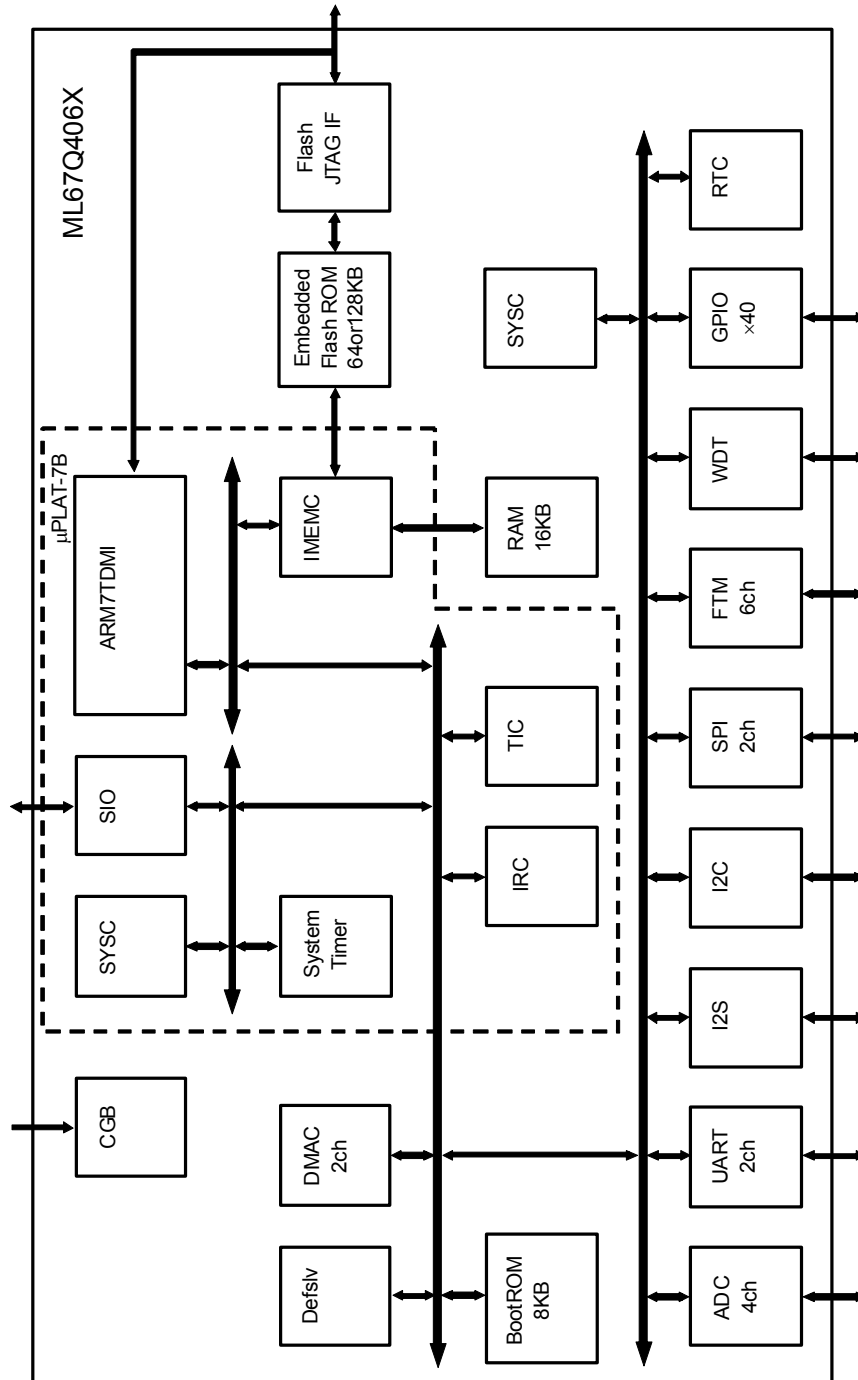 ML67Q406X
µPLAT-7B
CGB
SYSC
SIO
ARM7TDMI
Defslv
DMAC
2ch
System
Timer
IMEMC
Embedded
Flash ROM
64or128KB
Flash
JTAG IF
BootROM
8KB
IRC
TIC
RAM
16KB
SYSC
ADC
4ch
UART
2ch
I2S
I2C
SPI
2ch
FTM
6ch
WDT
GPIO
×40
RTC